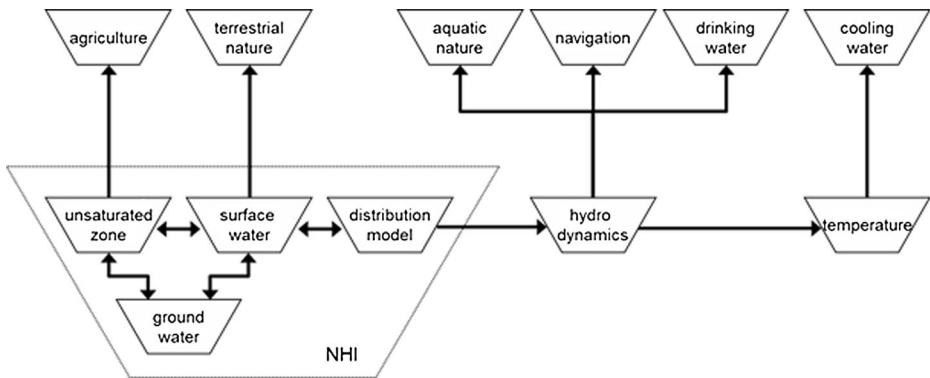 agriculture
terrestrial
nature
aquatic
nature
navigation
drinking
water
cooling
water
unsaturated
zone
surface
water
distribution
model
hydro
dynamics
temperature
ground
water
NHI